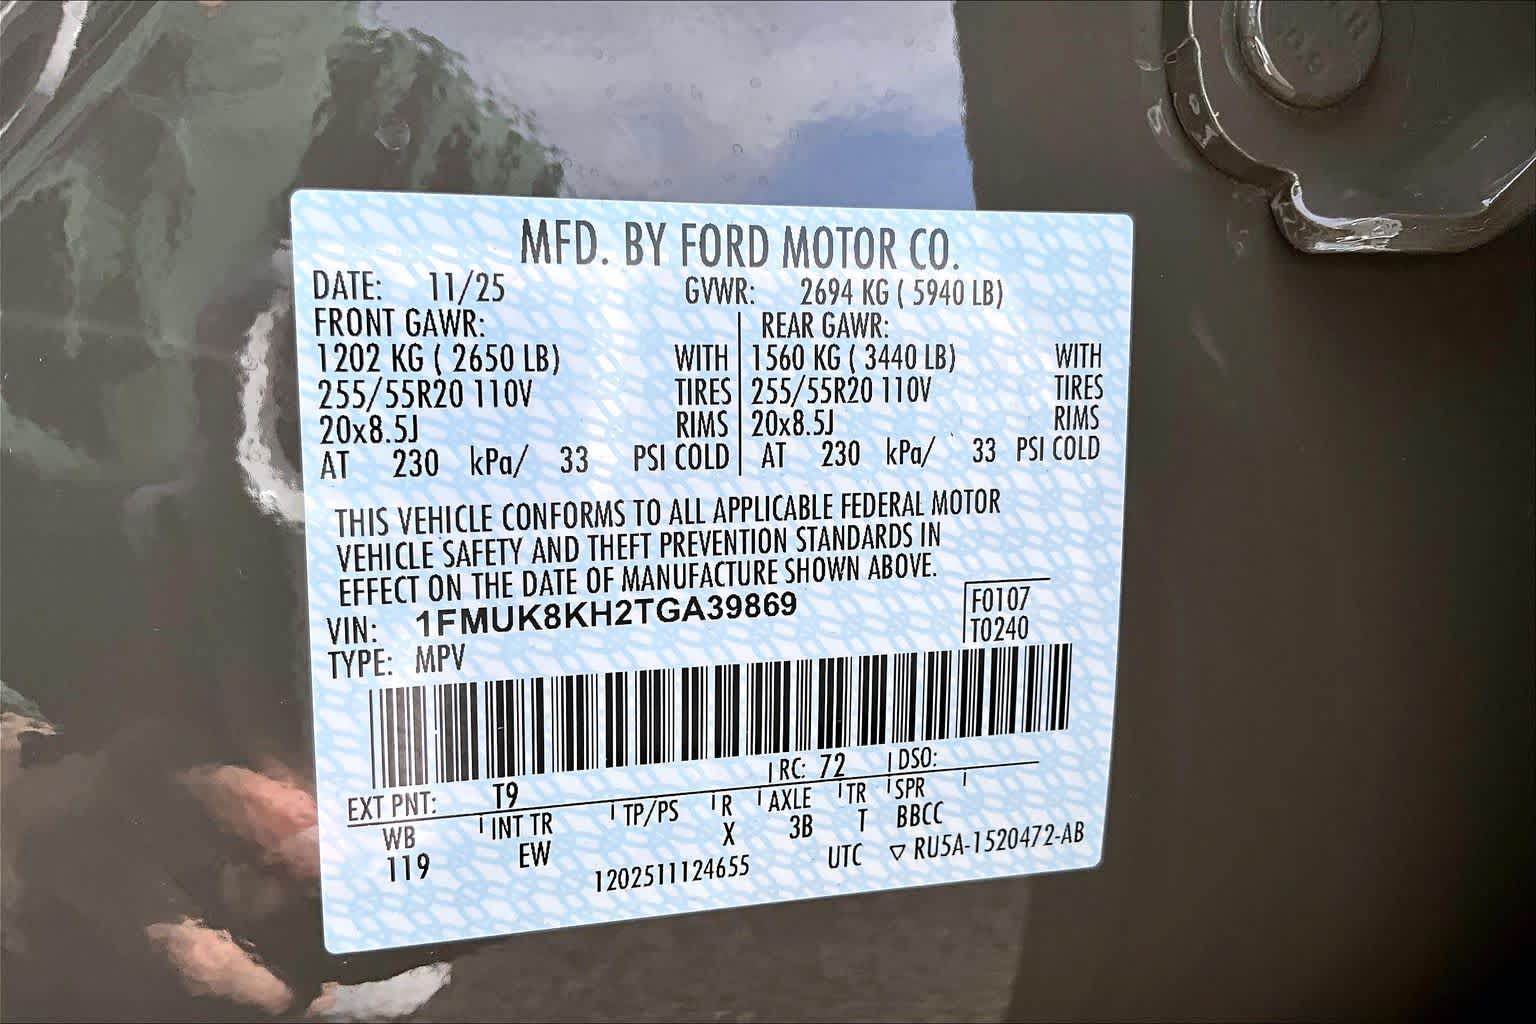 MFD. BY FORD MOTOR CO.
DATE: 11/25 GVWR: 2694 KG ( 5940 LB)
FRONT GAWR: REAR GAWR:
1202 KG ( 2650 LB) WITH 1560 KG ( 3440 LB) WITH
255/55R20 110V TIRES 255/55R20 110V TIRES
20x8.5J RIMS 20x8.5J RIMS
AT 230 kPa/ 33 PSI COLD AT 230 kPa/ 33 PSI COLD
THIS VEHICLE CONFORMS TO ALL APPLICABLE FEDERAL MOTOR
VEHICLE SAFETY AND THEFT PREVENTION STANDARDS IN
EFFECT ON THE DATE OF MANUFACTURE SHOWN ABOVE.
VIN: 1FMUK8KH2TGA39869 F0107
TYPE: MPV T0240
EXT PNT: T9 RC: 72 DSO:
WB INT TR TP/PS R AXLE TR SPR
119 EW X 3B T BBCC
1202511124655 UTC ▽ RU5A-1520472-AB